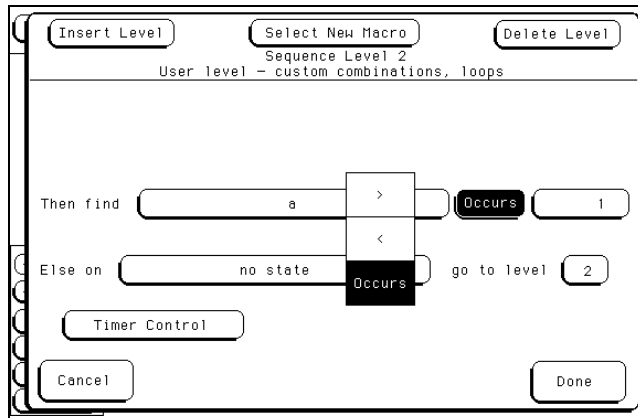 Insert Level Select New Macro Delete Level
Sequence Level 2
User level – custom combinations, loops
>
Then find a Occurs 1
<
Else on no state go to level 2
Occurs
Timer Control
Cancel Done